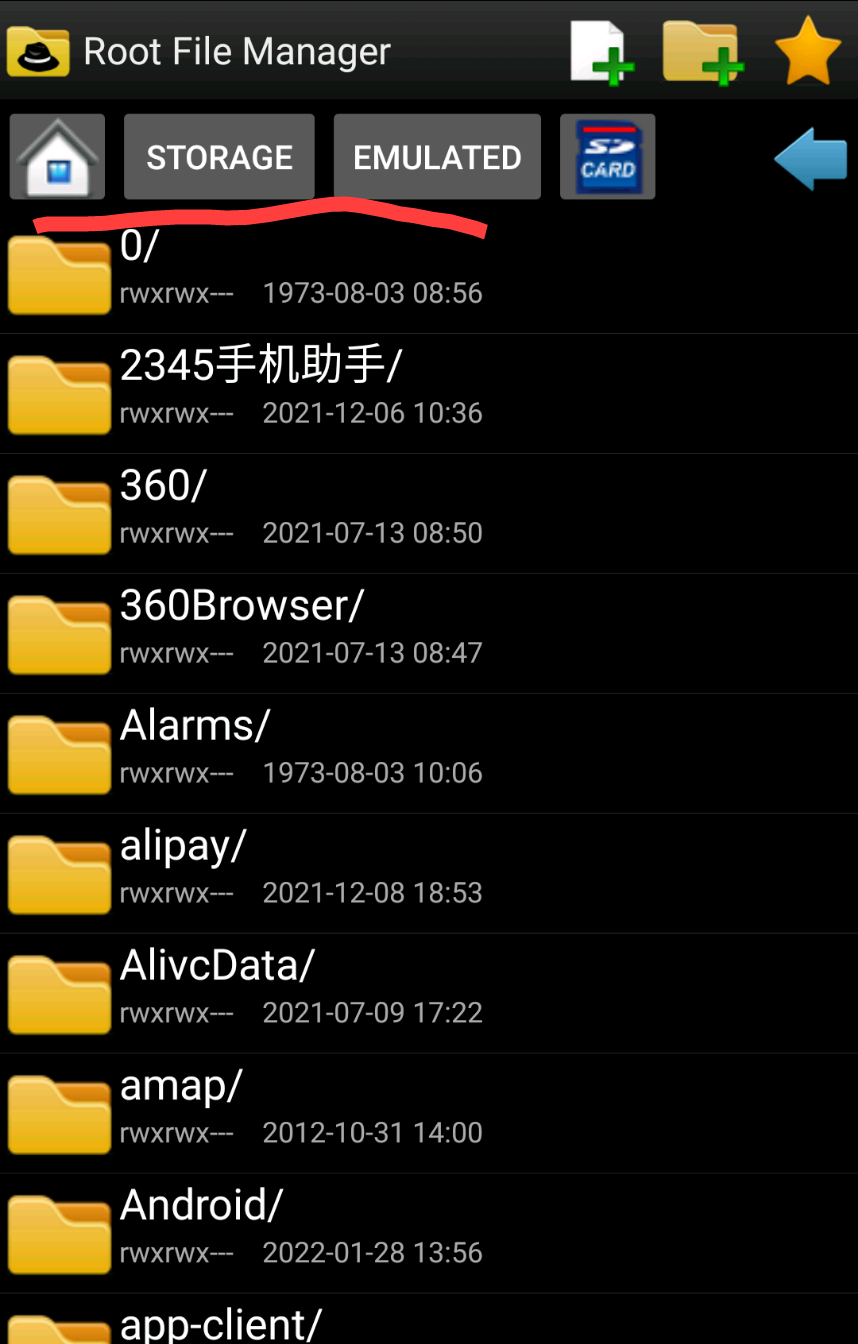 Root File Manager
STORAGE
EMULATED
SD CARD
0/
rwxrwx--- 1973-08-03 08:56
2345手机助手/
rwxrwx--- 2021-12-06 10:36
360/
rwxrwx--- 2021-07-13 08:50
360Browser/
rwxrwx--- 2021-07-13 08:47
Alarms/
rwxrwx--- 1973-08-03 10:06
alipay/
rwxrwx--- 2021-12-08 18:53
AlivcData/
rwxrwx--- 2021-07-09 17:22
amap/
rwxrwx--- 2012-10-31 14:00
Android/
rwxrwx--- 2022-01-28 13:56
app-client/